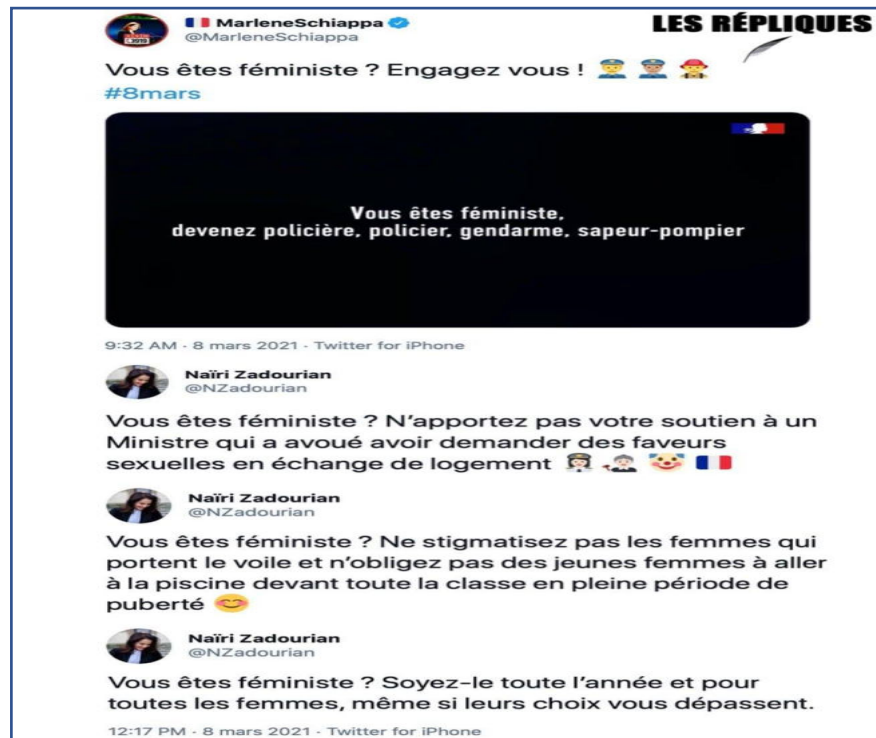 MarleneSchiappa
LES RÉPLIQUES
@MarleneSchiappa
Vous êtes féministe ? Engagez vous !
#8mars
Vous êtes féministe,
devenez policière, policier, gendarme, sapeur-pompier
9:32 AM · 8 mars 2021 · Twitter for iPhone
Naïri Zadourian
@NZadourian
Vous êtes féministe ? N'apportez pas votre soutien à un
Ministre qui a avoué avoir demander des faveurs
sexuelles en échange de logement
Naïri Zadourian
@NZadourian
Vous êtes féministe ? Ne stigmatisez pas les femmes qui
portent le voile et n'obligez pas des jeunes femmes à aller
à la piscine devant toute la classe en pleine période de
puberté
Naïri Zadourian
@NZadourian
Vous êtes féministe ? Soyez-le toute l'année et pour
toutes les femmes, même si leurs choix vous dépassent.
12:17 PM · 8 mars 2021 · Twitter for iPhone